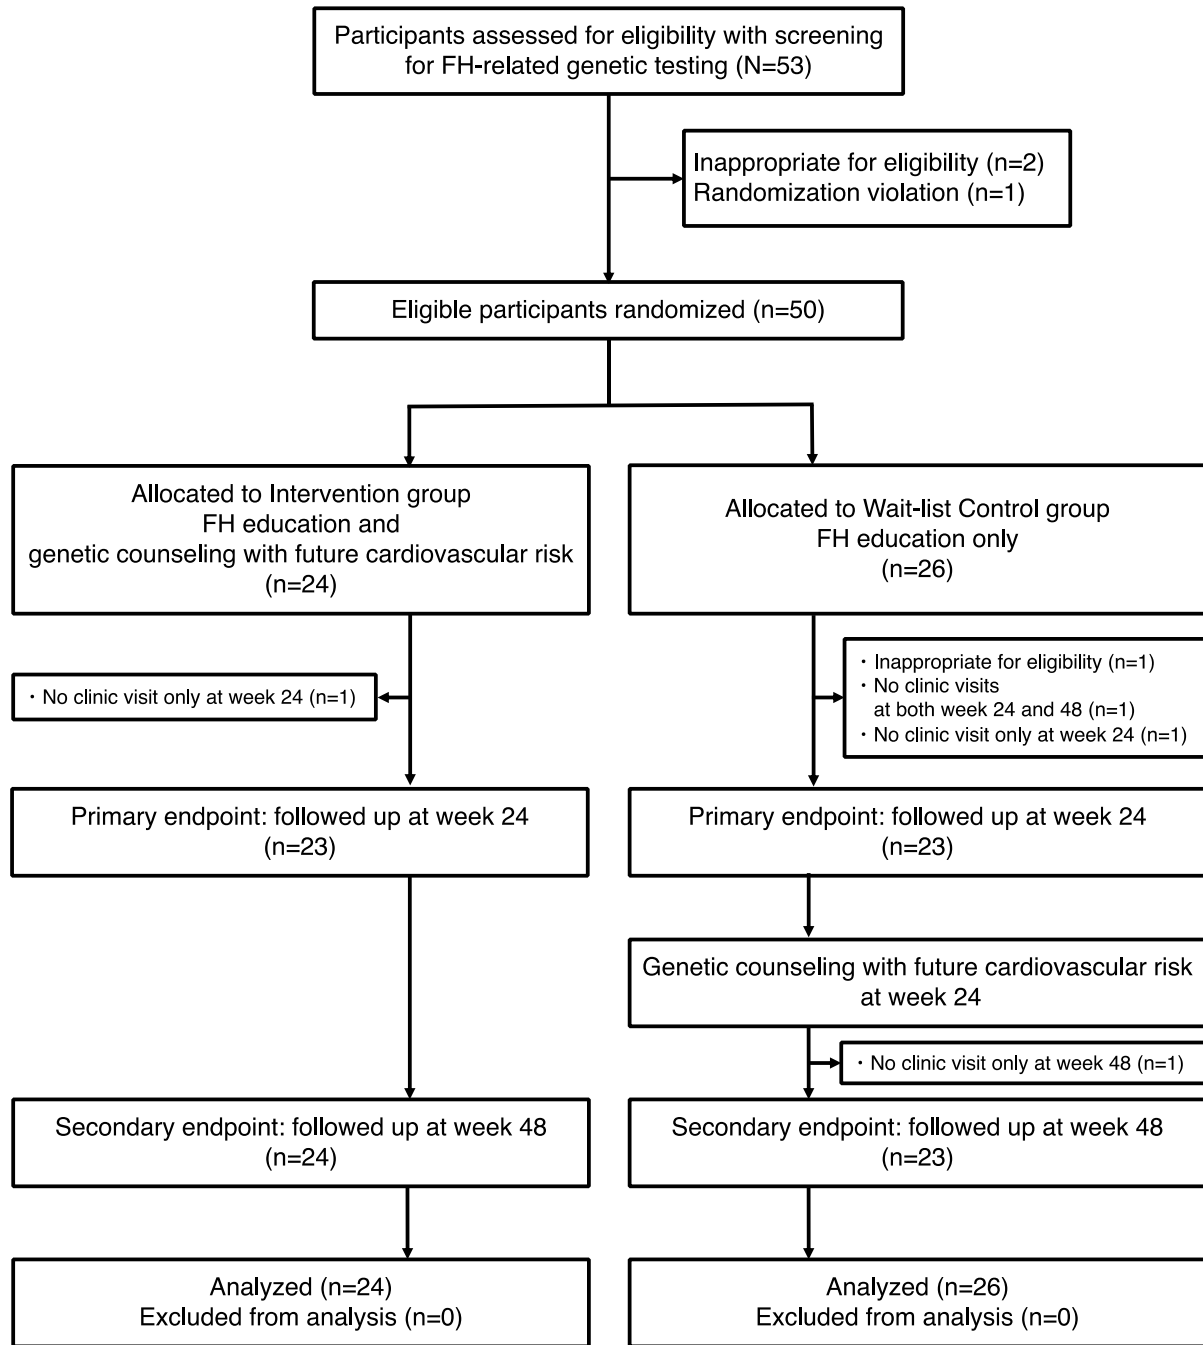 Participants assessed for eligibility with screening
for FH-related genetic testing (N=53)
Inappropriate for eligibility (n=2)
Randomization violation (n=1)
Eligible participants randomized (n=50)
Allocated to Intervention group
FH education and
genetic counseling with future cardiovascular risk
(n=24)
Allocated to Wait-list Control group
FH education only
(n=26)
・No clinic visit only at week 24 (n=1)
・Inappropriate for eligibility (n=1)
・No clinic visits
at both week 24 and 48 (n=1)
・No clinic visit only at week 24 (n=1)
Primary endpoint: followed up at week 24
(n=23)
Primary endpoint: followed up at week 24
(n=23)
Genetic counseling with future cardiovascular risk
at week 24
・No clinic visit only at week 48 (n=1)
Secondary endpoint: followed up at week 48
(n=24)
Secondary endpoint: followed up at week 48
(n=23)
Analyzed (n=24)
Excluded from analysis (n=0)
Analyzed (n=26)
Excluded from analysis (n=0)